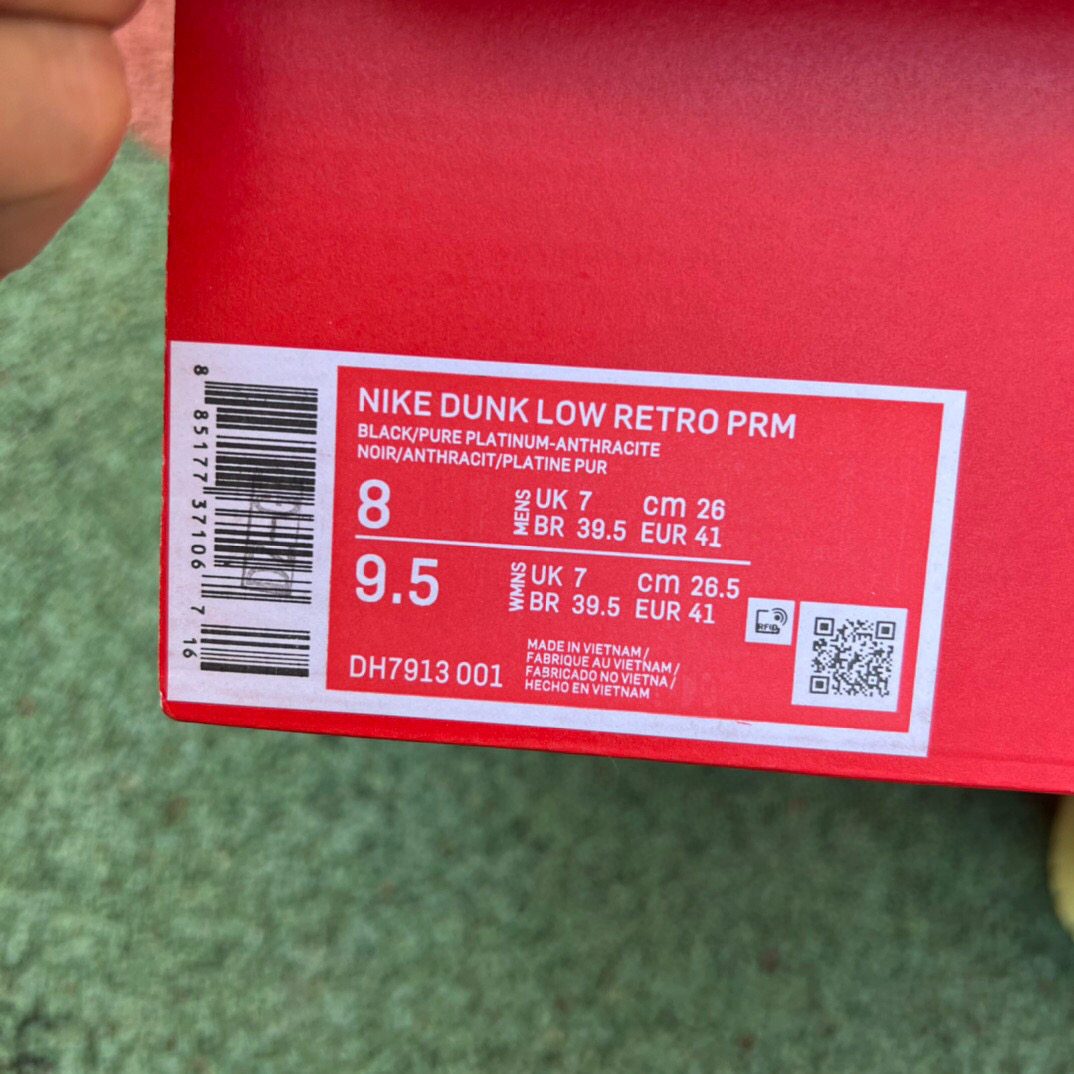 8 85177 37106 7
16
NIKE DUNK LOW RETRO PRM
BLACK/PURE PLATINUM-ANTHRACITE
NOIR/ANTHRACIT/PLATINE PUR
8 MENS UK 7 cm 26
BR 39.5 EUR 41
9.5 WMNS UK 7 cm 26.5
BR 39.5 EUR 41
RFID
DH7913 001
MADE IN VIETNAM /
FABRIQUE AU VIETNAM /
FABRICADO NO VIETNA /
HECHO EN VIETNAM